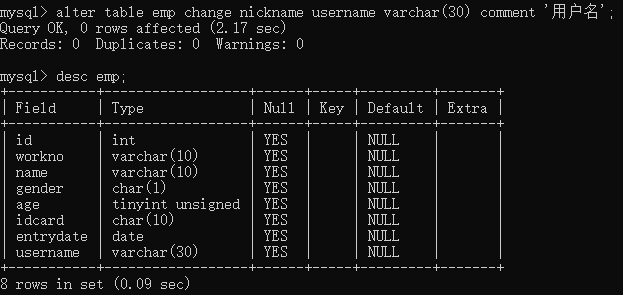 mysql> alter table emp change nickname username varchar(30) comment '用户名';
Query OK, 0 rows affected (2.17 sec)
Records: 0  Duplicates: 0  Warnings: 0

mysql> desc emp;
+-----------+------------------+------+-----+---------+-------+
| Field     | Type             | Null | Key | Default | Extra |
+-----------+------------------+------+-----+---------+-------+
| id        | int              | YES  |     | NULL    |       |
| workno    | varchar(10)      | YES  |     | NULL    |       |
| name      | varchar(10)      | YES  |     | NULL    |       |
| gender    | char(1)          | YES  |     | NULL    |       |
| age       | tinyint unsigned | YES  |     | NULL    |       |
| idcard    | char(10)         | YES  |     | NULL    |       |
| entrydate | date             | YES  |     | NULL    |       |
| username  | varchar(30)      | YES  |     | NULL    |       |
+-----------+------------------+------+-----+---------+-------+
8 rows in set (0.09 sec)